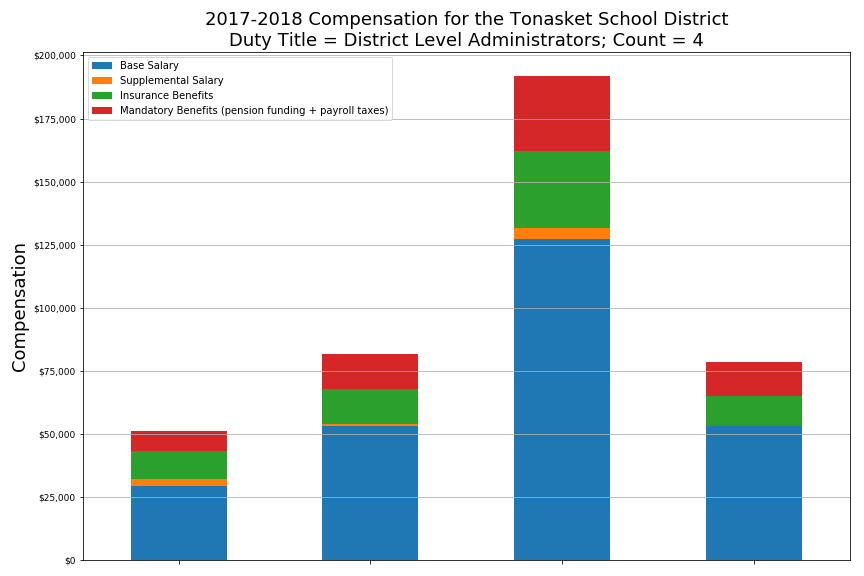 2017-2018 Compensation for the Tonasket School District
Duty Title = District Level Administrators; Count = 4
Base Salary
Supplemental Salary
Insurance Benefits
Mandatory Benefits (pension funding + payroll taxes)
Compensation
$200,000
$175,000
$150,000
$125,000
$100,000
$75,000
$50,000
$25,000
$0